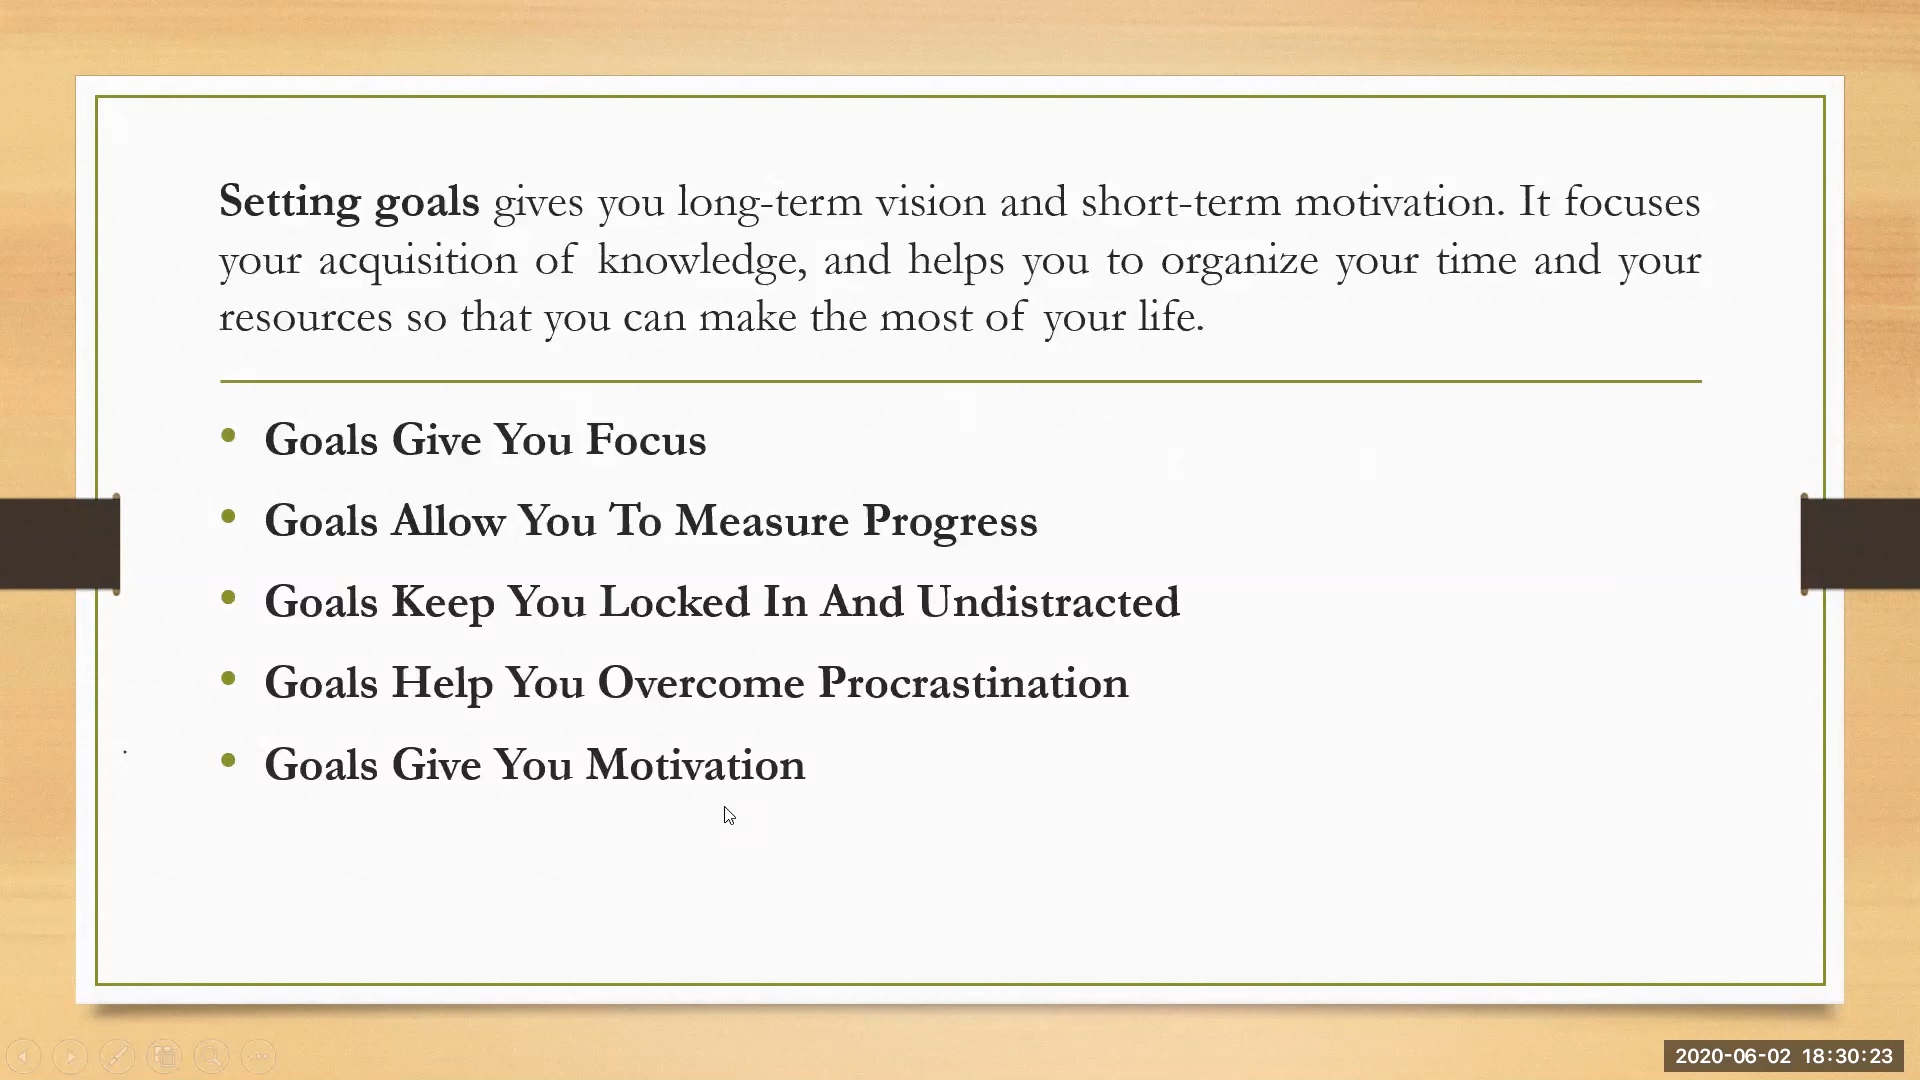 Setting goals gives you long-term vision and short-term motivation. It focuses
your acquisition of knowledge, and helps you to organize your time and your
resources so that you can make the most of your life.
• Goals Give You Focus
• Goals Allow You To Measure Progress
• Goals Keep You Locked In And Undistracted
• Goals Help You Overcome Procrastination
• Goals Give You Motivation
2020-06-02 18:30:23